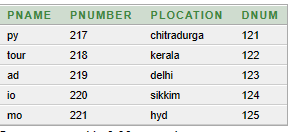 PNAME PNUMBER PLOCATION DNUM
py 217 chitradurga 121
tour 218 kerala 122
ad 219 delhi 123
io 220 sikkim 124
mo 221 hyd 125